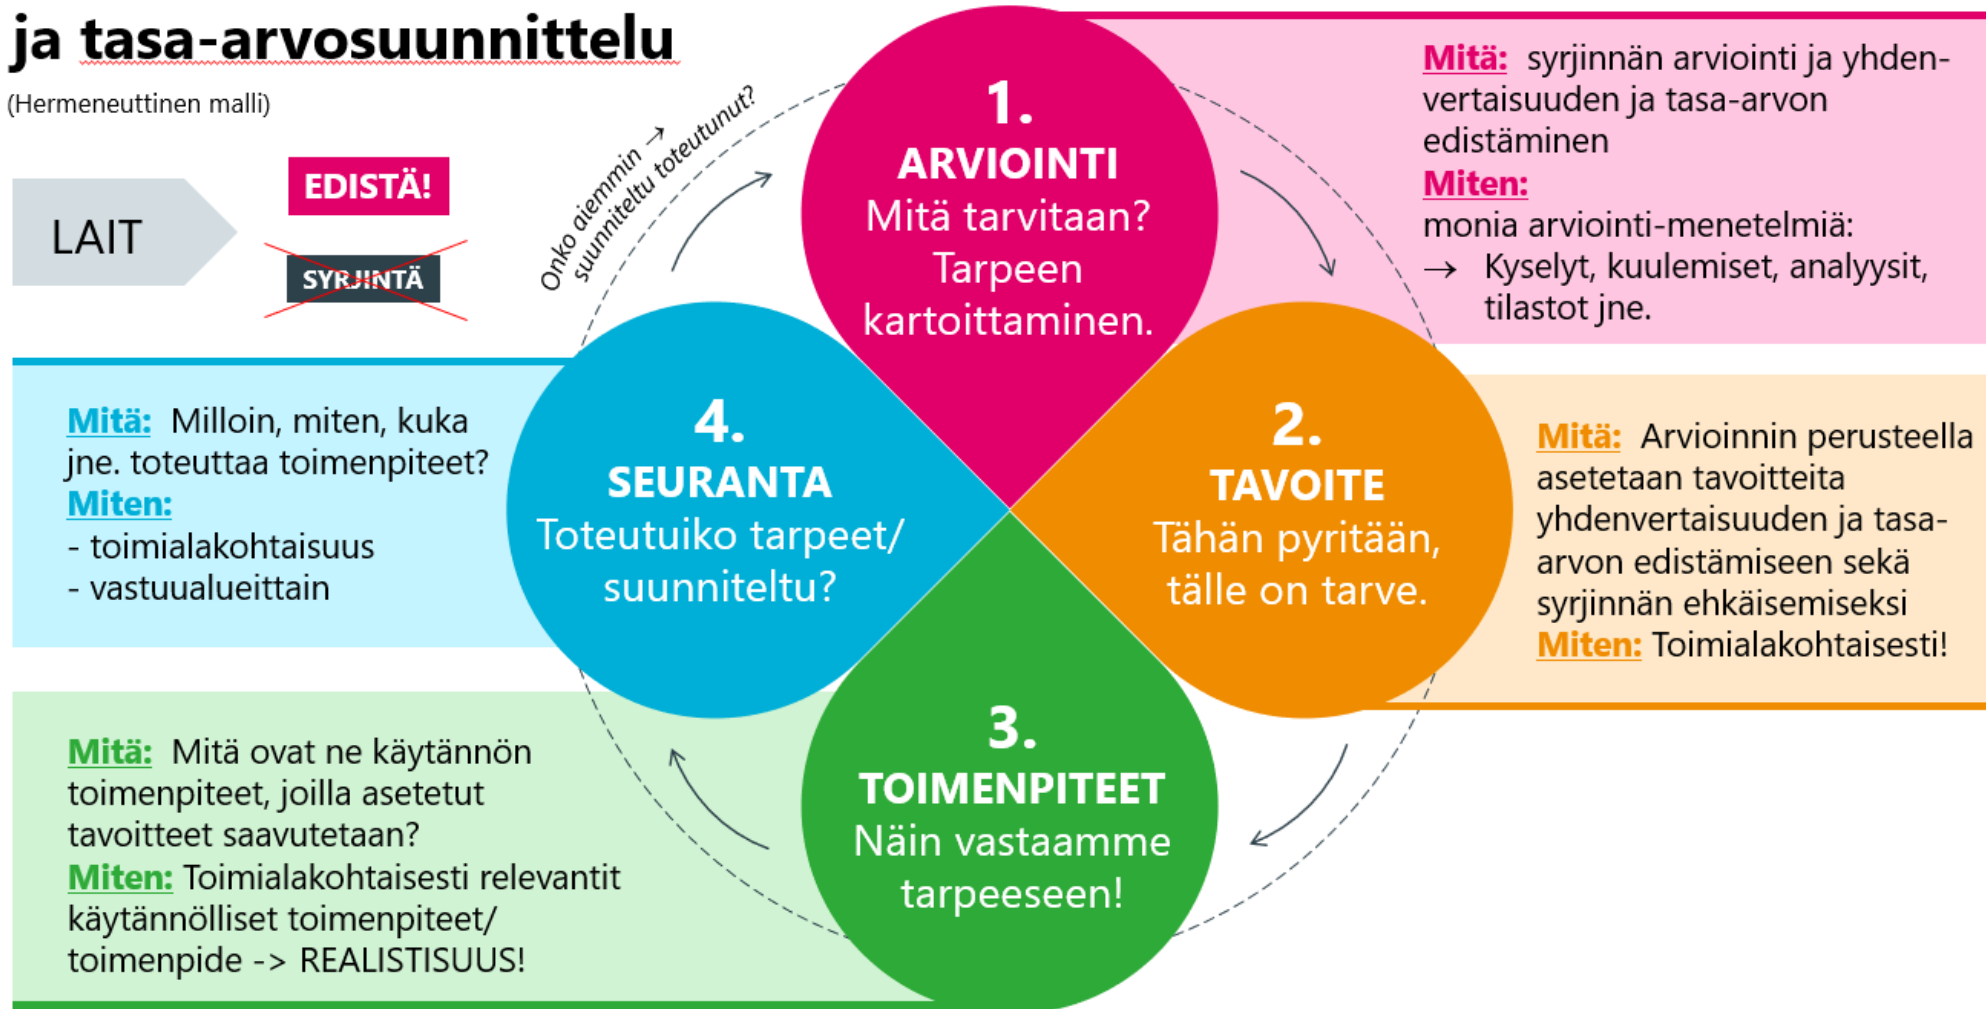 ja tasa-arvosuunnittelu
(Hermeneuttinen malli)
LAIT
EDISTÄ!
SYRJINTÄ
Onko aiemmin →
suunniteltu toteutunut?
1.
ARVIOINTI
Mitä tarvitaan?
Tarpeen
kartoittaminen.
Mitä: syrjinnän arviointi ja yhden-
vertaisuuden ja tasa-arvon
edistäminen
Miten:
monia arviointi-menetelmiä:
→ Kyselyt, kuulemiset, analyysit,
tilastot jne.
2.
TAVOITE
Tähän pyritään,
tälle on tarve.
Mitä: Arvioinnin perusteella
asetetaan tavoitteita
yhdenvertaisuuden ja tasa-
arvon edistämiseen sekä
syrjinnän ehkäisemiseksi
Miten: Toimialakohtaisesti!
3.
TOIMENPITEET
Näin vastaamme
tarpeeseen!
Mitä: Mitä ovat ne käytännön
toimenpiteet, joilla asetetut
tavoitteet saavutetaan?
Miten: Toimialakohtaisesti relevantit
käytännölliset toimenpiteet/
toimenpide -> REALISTISUUS!
4.
SEURANTA
Toteutuiko tarpeet/
suunniteltu?
Mitä: Milloin, miten, kuka
jne. toteuttaa toimenpiteet?
Miten:
- toimialakohtaisuus
- vastuualueittain